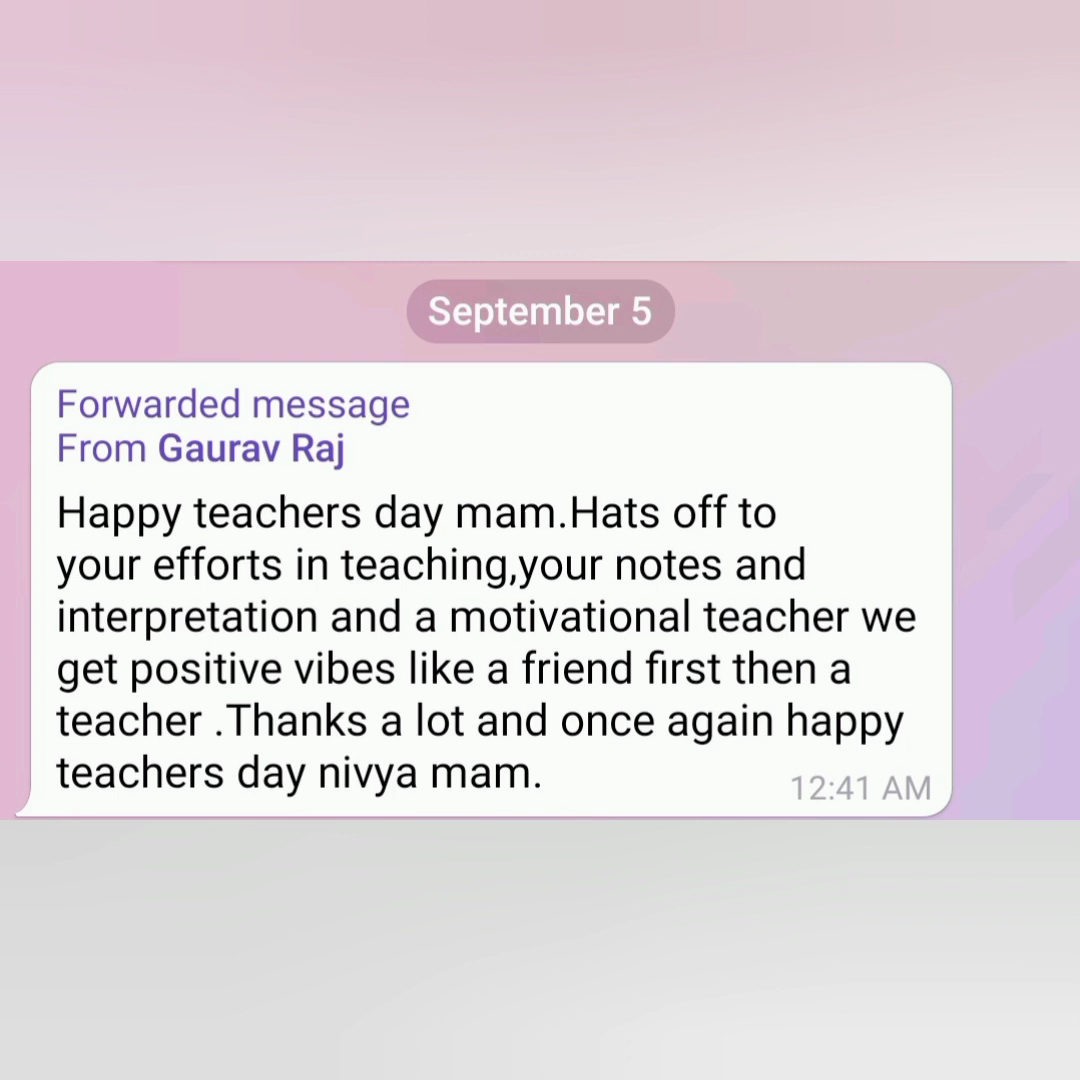 September 5
Forwarded message
From Gaurav Raj
Happy teachers day mam.Hats off to
your efforts in teaching,your notes and
interpretation and a motivational teacher we
get positive vibes like a friend first then a
teacher .Thanks a lot and once again happy
teachers day nivya mam.
12:41 AM